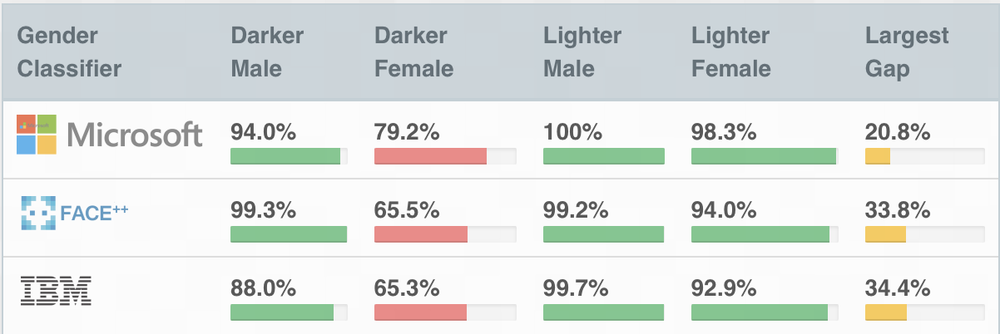 Gender Classifier Darker Male Darker Female Lighter Male Lighter Female Largest Gap
Microsoft 94.0% 79.2% 100% 98.3% 20.8%
FACE++ 99.3% 65.5% 99.2% 94.0% 33.8%
IBM 88.0% 65.3% 99.7% 92.9% 34.4%